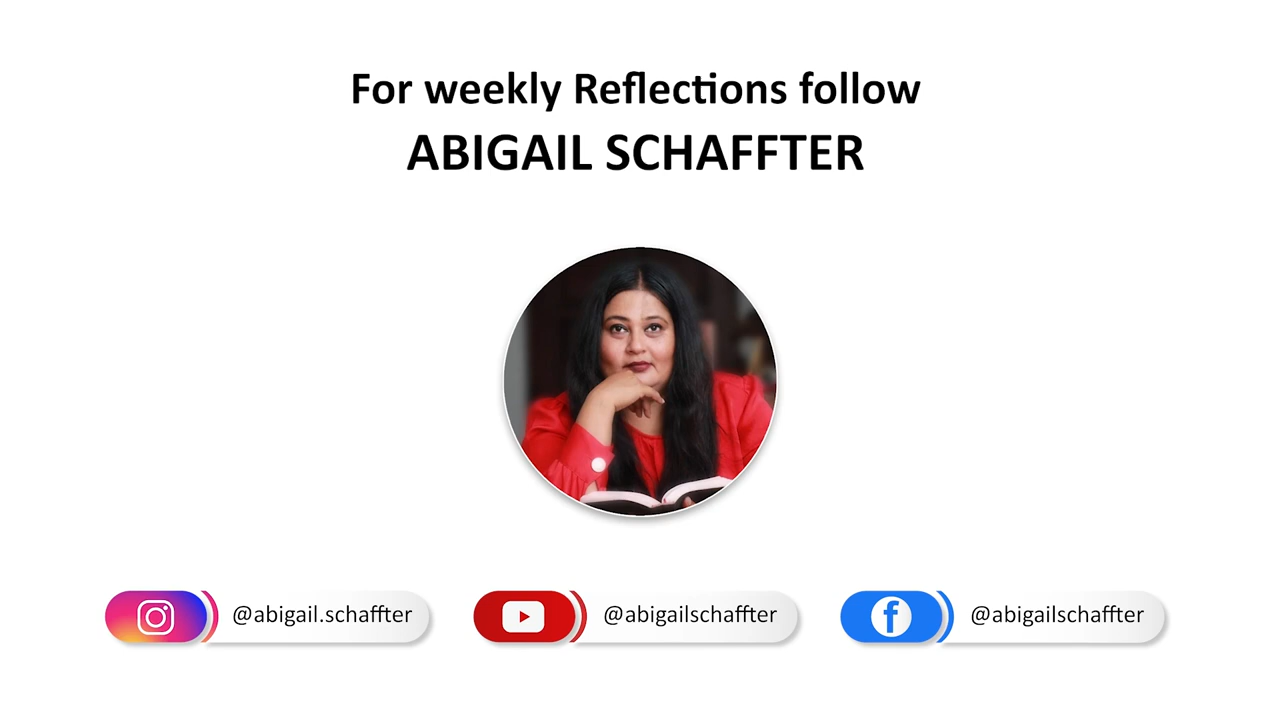 For weekly Reflections follow
ABIGAIL SCHAFFTER
@abigail.schaffter
@abigailschaffter
@abigailschaffter